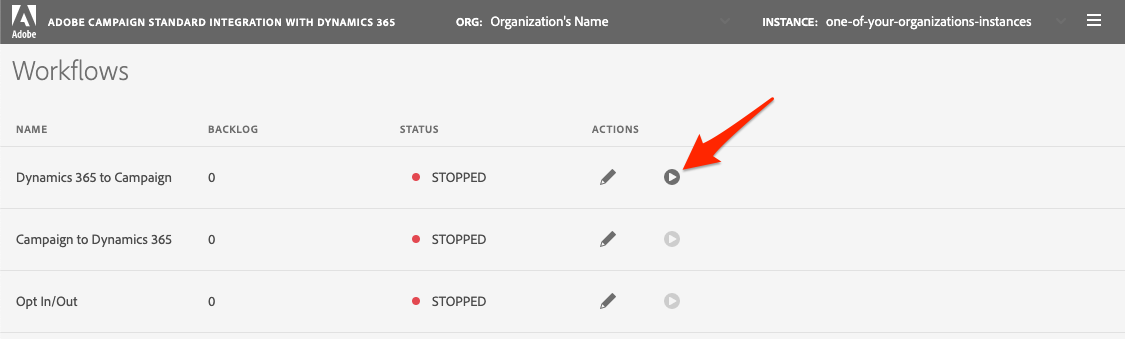 Adobe
ADOBE CAMPAIGN STANDARD INTEGRATION WITH DYNAMICS 365 ORG: Organization's Name INSTANCE: one-of-your-organizations-instances
Workflows
NAME BACKLOG STATUS ACTIONS
Dynamics 365 to Campaign 0 STOPPED
Campaign to Dynamics 365 0 STOPPED
Opt In/Out 0 STOPPED